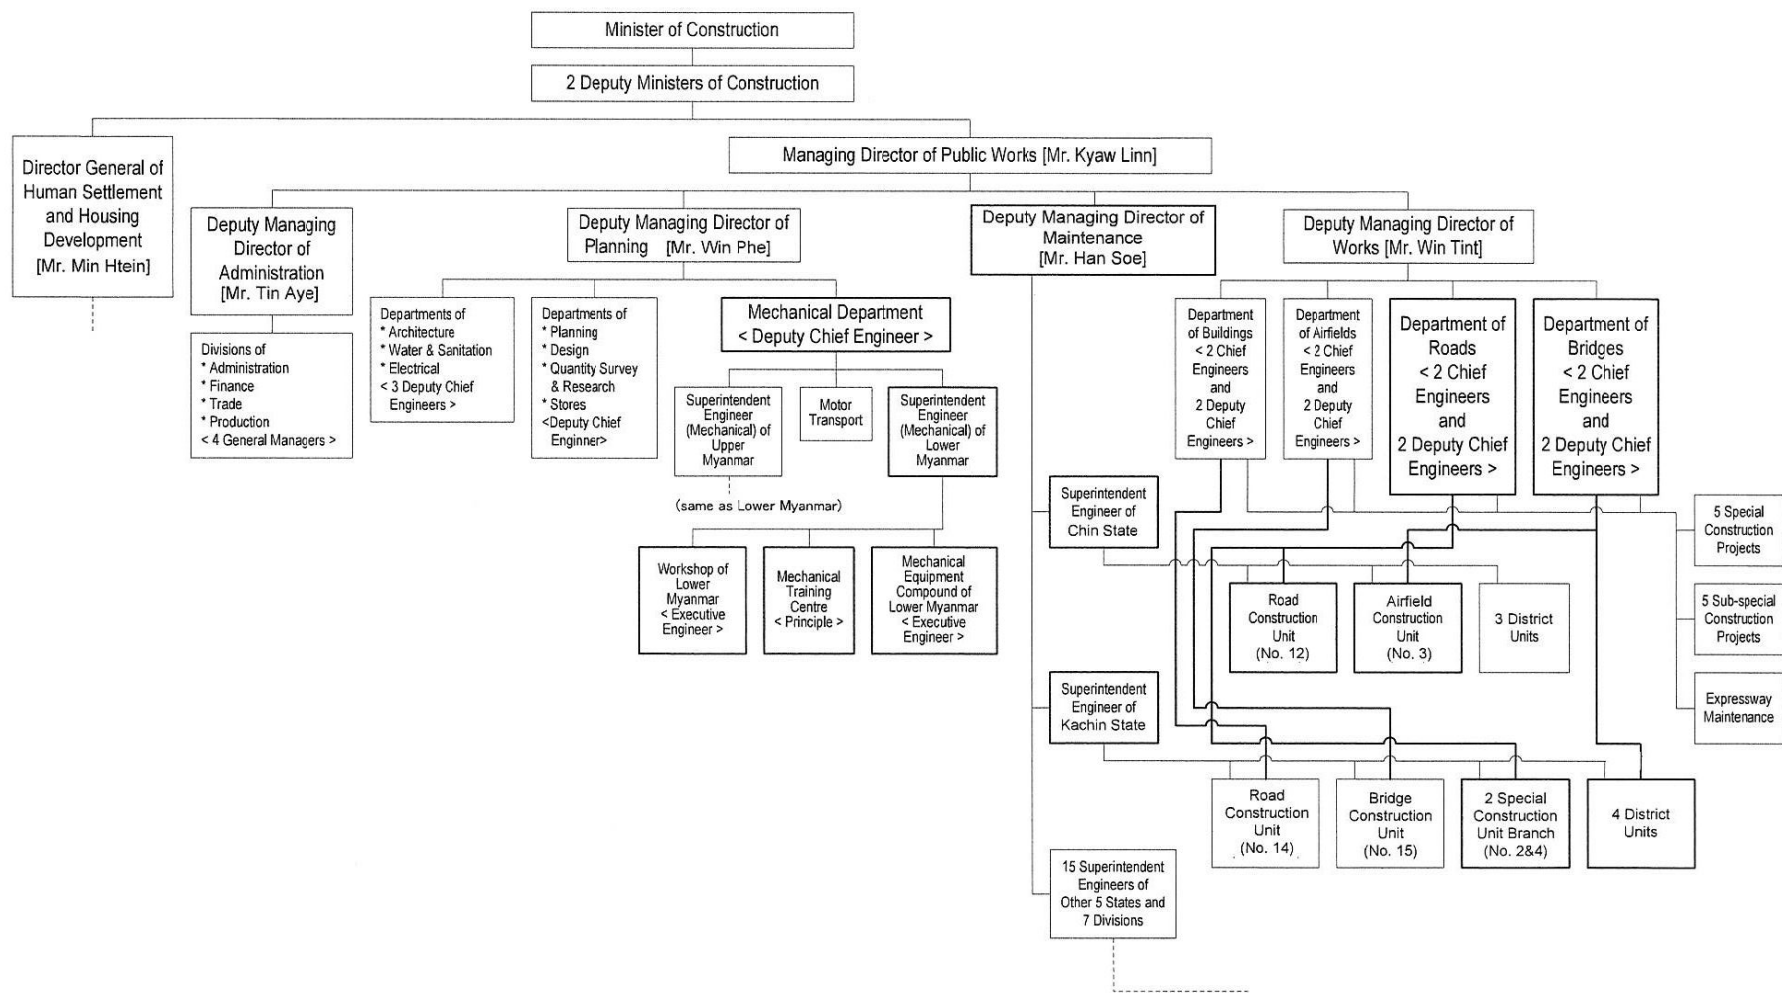 Minister of Construction
2 Deputy Ministers of Construction
Director General of
Human Settlement
and Housing
Development
[Mr. Min Htein]
Managing Director of Public Works [Mr. Kyaw Linn]
Deputy Managing
Director of
Administration
[Mr. Tin Aye]
Deputy Managing Director of
Planning [Mr. Win Phe]
Deputy Managing Director of
Maintenance
[Mr. Han Soe]
Deputy Managing Director of
Works [Mr. Win Tint]
Divisions of
* Administration
* Finance
* Trade
* Production
< 4 General Managers >
Departments of
* Architecture
* Water & Sanitation
* Electrical
< 3 Deputy Chief
Engineers >
Departments of
* Planning
* Design
* Quantity Survey
& Research
* Stores
<Deputy Chief
Enginner>
Mechanical Department
< Deputy Chief Engineer >
Department
of Buildings
< 2 Chief
Engineers
and
2 Deputy
Chief
Engineers >
Department
of Airfields
< 2 Chief
Engineers
and
2 Deputy
Chief
Engineers >
Department of
Roads
< 2 Chief
Engineers
and
2 Deputy Chief
Engineers >
Department of
Bridges
< 2 Chief
Engineers
and
2 Deputy Chief
Engineers >
Superintendent
Engineer
(Mechanical) of
Upper
Myanmar
Motor
Transport
Superintendent
Engineer
(Mechanical) of
Lower
Myanmar
(same as Lower Myanmar)
Workshop of
Lower
Myanmar
< Executive
Engineer >
Mechanical
Training
Centre
< Principle >
Mechanical
Equipment
Compound of
Lower Myanmar
< Executive
Engineer >
Superintendent
Engineer of
Chin State
5 Special
Construction
Projects
Road
Construction
Unit
(No. 12)
Airfield
Construction
Unit
(No. 3)
3 District
Units
5 Sub-special
Construction
Projects
Superintendent
Engineer of
Kachin State
Expressway
Maintenance
Road
Construction
Unit
(No. 14)
Bridge
Construction
Unit
(No. 15)
2 Special
Construction
Unit Branch
(No. 2&4)
4 District
Units
15 Superintendent
Engineers of
Other 5 States and
7 Divisions